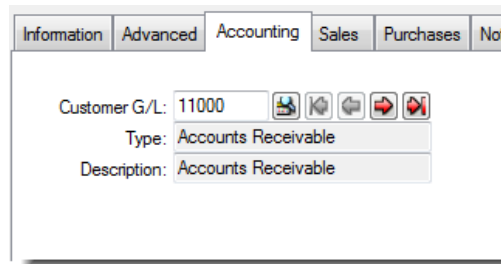 Information Advanced Accounting Sales Purchases
Customer G/L: 11000
Type: Accounts Receivable
Description: Accounts Receivable